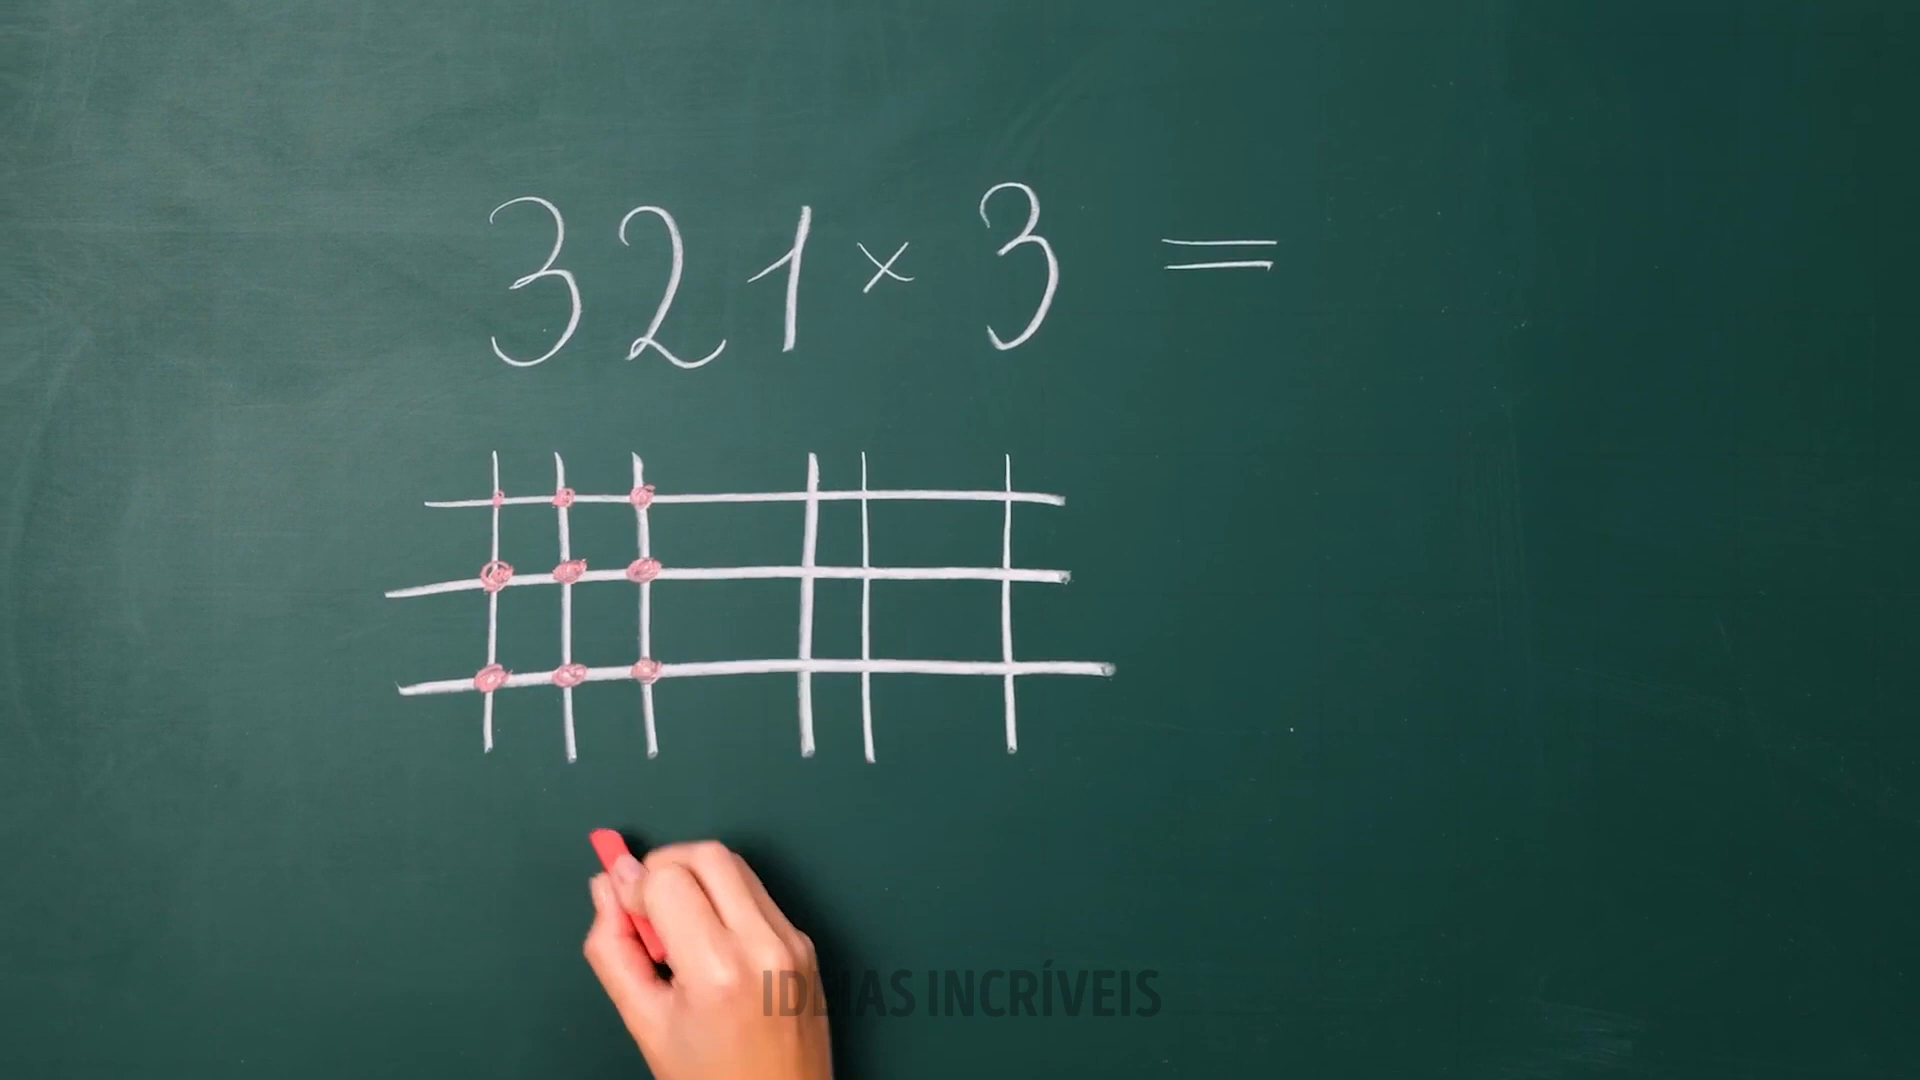 321 × 3 =
IDEIAS INCRÍVEIS